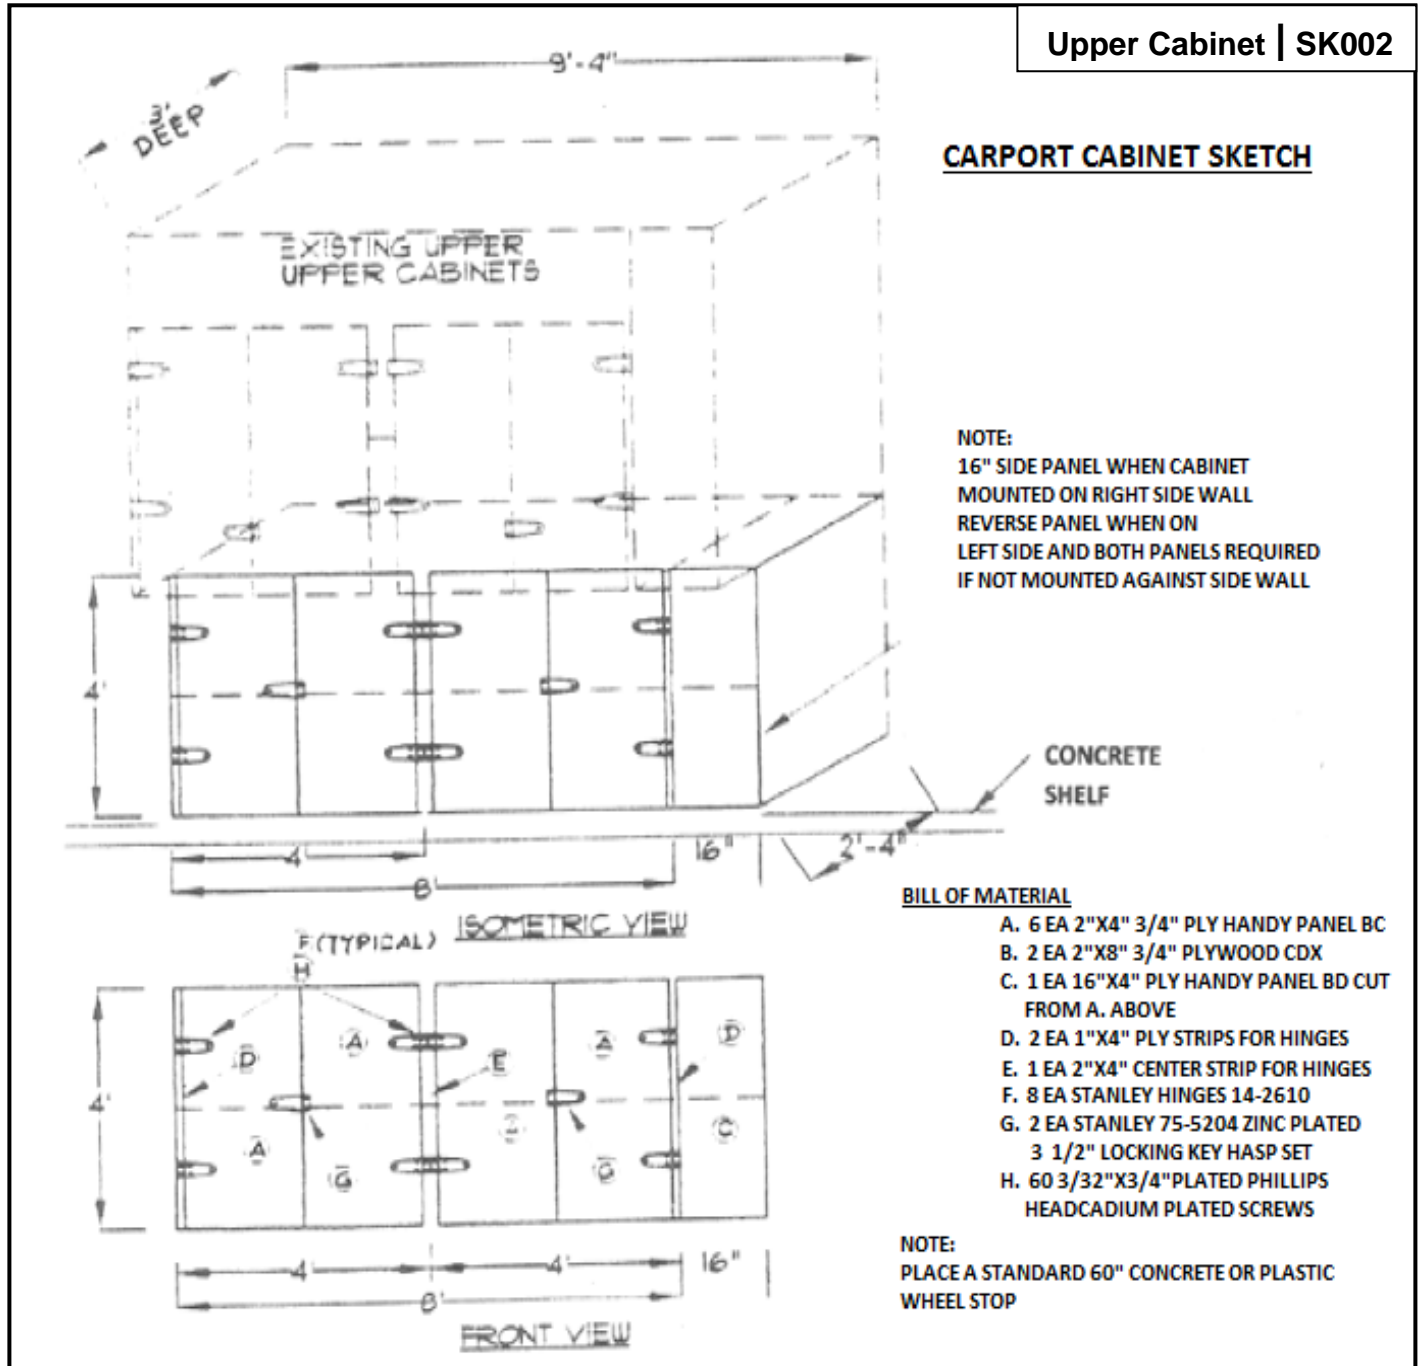 Upper Cabinet | SK002
9'-4"
3'
DEEP
CARPORT CABINET SKETCH
EXISTING UPPER
UPPER CABINETS
NOTE:
16" SIDE PANEL WHEN CABINET
MOUNTED ON RIGHT SIDE WALL
REVERSE PANEL WHEN ON
LEFT SIDE AND BOTH PANELS REQUIRED
IF NOT MOUNTED AGAINST SIDE WALL
4'
CONCRETE
SHELF
4'
16"
2'-4"
8'
ISOMETRIC VIEW
BILL OF MATERIAL
A. 6 EA 2"X4" 3/4" PLY HANDY PANEL BC
B. 2 EA 2"X8" 3/4" PLYWOOD CDX
C. 1 EA 16"X4" PLY HANDY PANEL BD CUT
FROM A. ABOVE
D. 2 EA 1"X4" PLY STRIPS FOR HINGES
E. 1 EA 2"X4" CENTER STRIP FOR HINGES
F. 8 EA STANLEY HINGES 14-2610
G. 2 EA STANLEY 75-5204 ZINC PLATED
3 1/2" LOCKING KEY HASP SET
H. 60 3/32"X3/4"PLATED PHILLIPS
HEADCADIUM PLATED SCREWS
NOTE:
PLACE A STANDARD 60" CONCRETE OR PLASTIC
WHEEL STOP
F (TYPICAL)
H
A
A
D
D
E
4'
A
G
G
C
4'
4'
16"
8'
FRONT VIEW